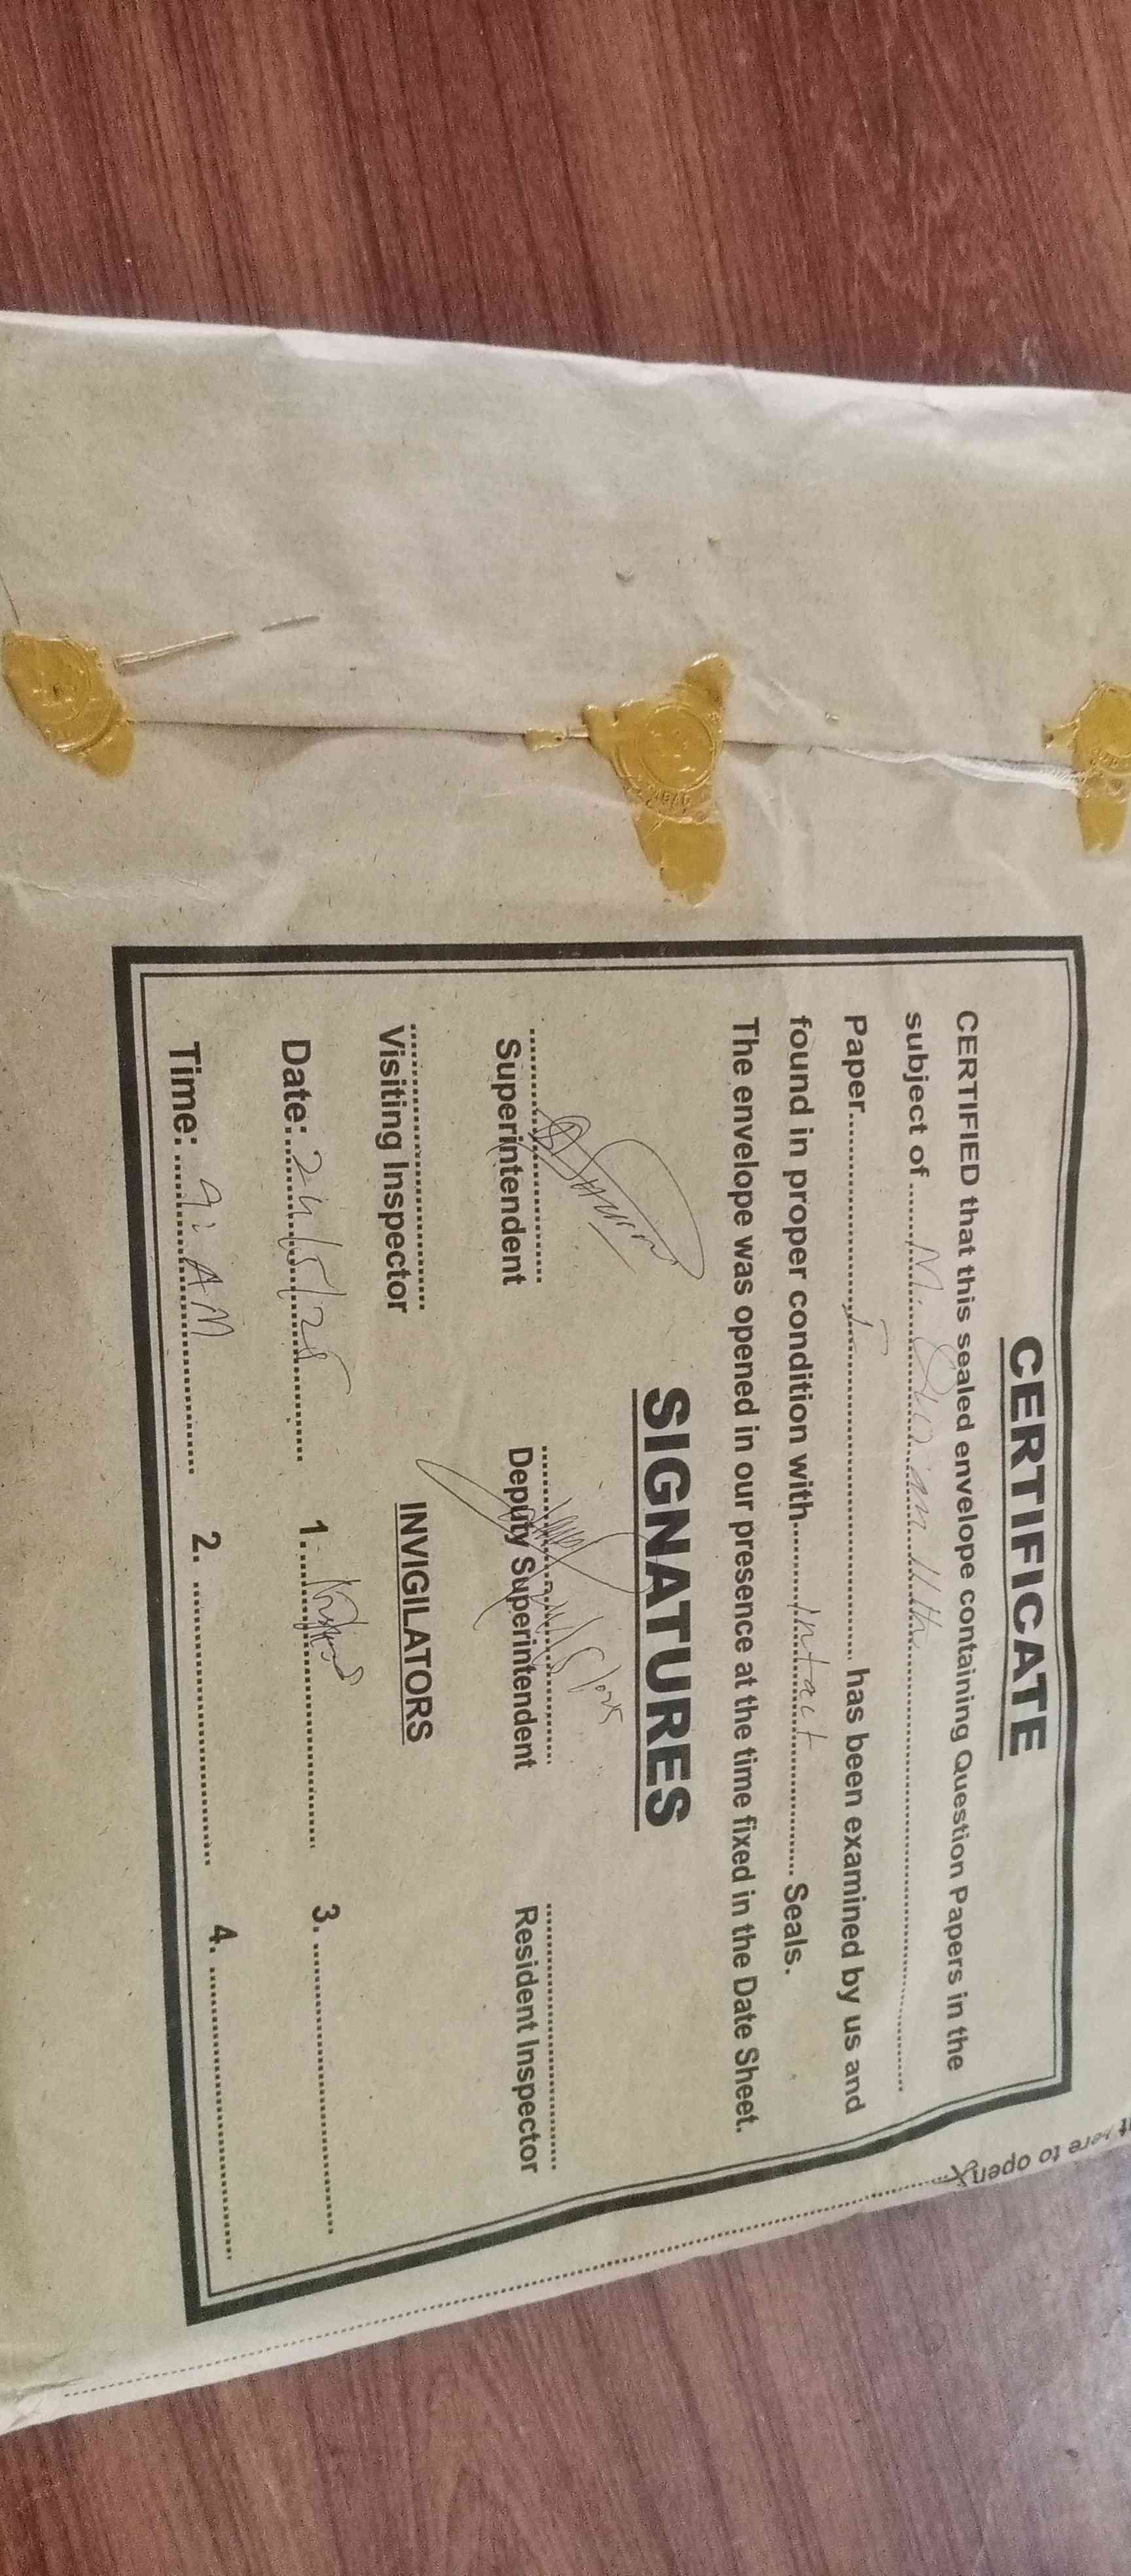 CERTIFICATE
CERTIFIED that this sealed envelope containing Question Papers in the
subject of........M. Quran 11th........
Paper........I........has been examined by us and
found in proper condition with........Intact........Seals.
The envelope was opened in our presence at the time fixed in the Date Sheet.
SIGNATURES
Superintendent Deputy Superintendent Resident Inspector
Visiting Inspector INVIGILATORS
Date: 24/5/25 1. 3.
Time: 9: AM 2. 4.
here to open